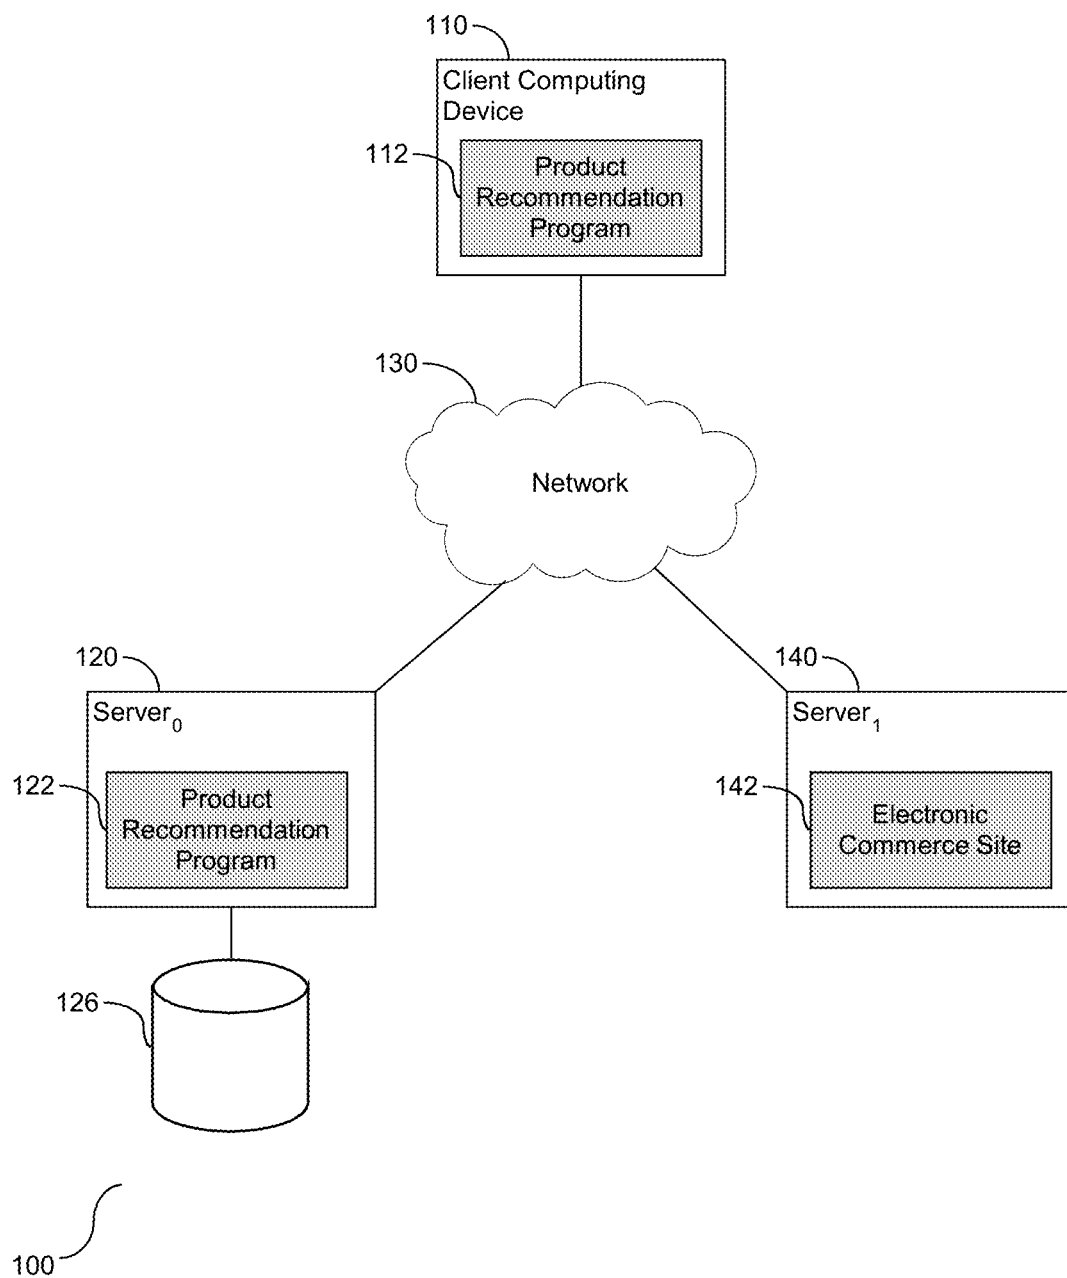 110
Client Computing
Device
112
Product
Recommendation
Program
130
Network
120
Server0
122
Product
Recommendation
Program
140
Server1
142
Electronic
Commerce Site
126
100